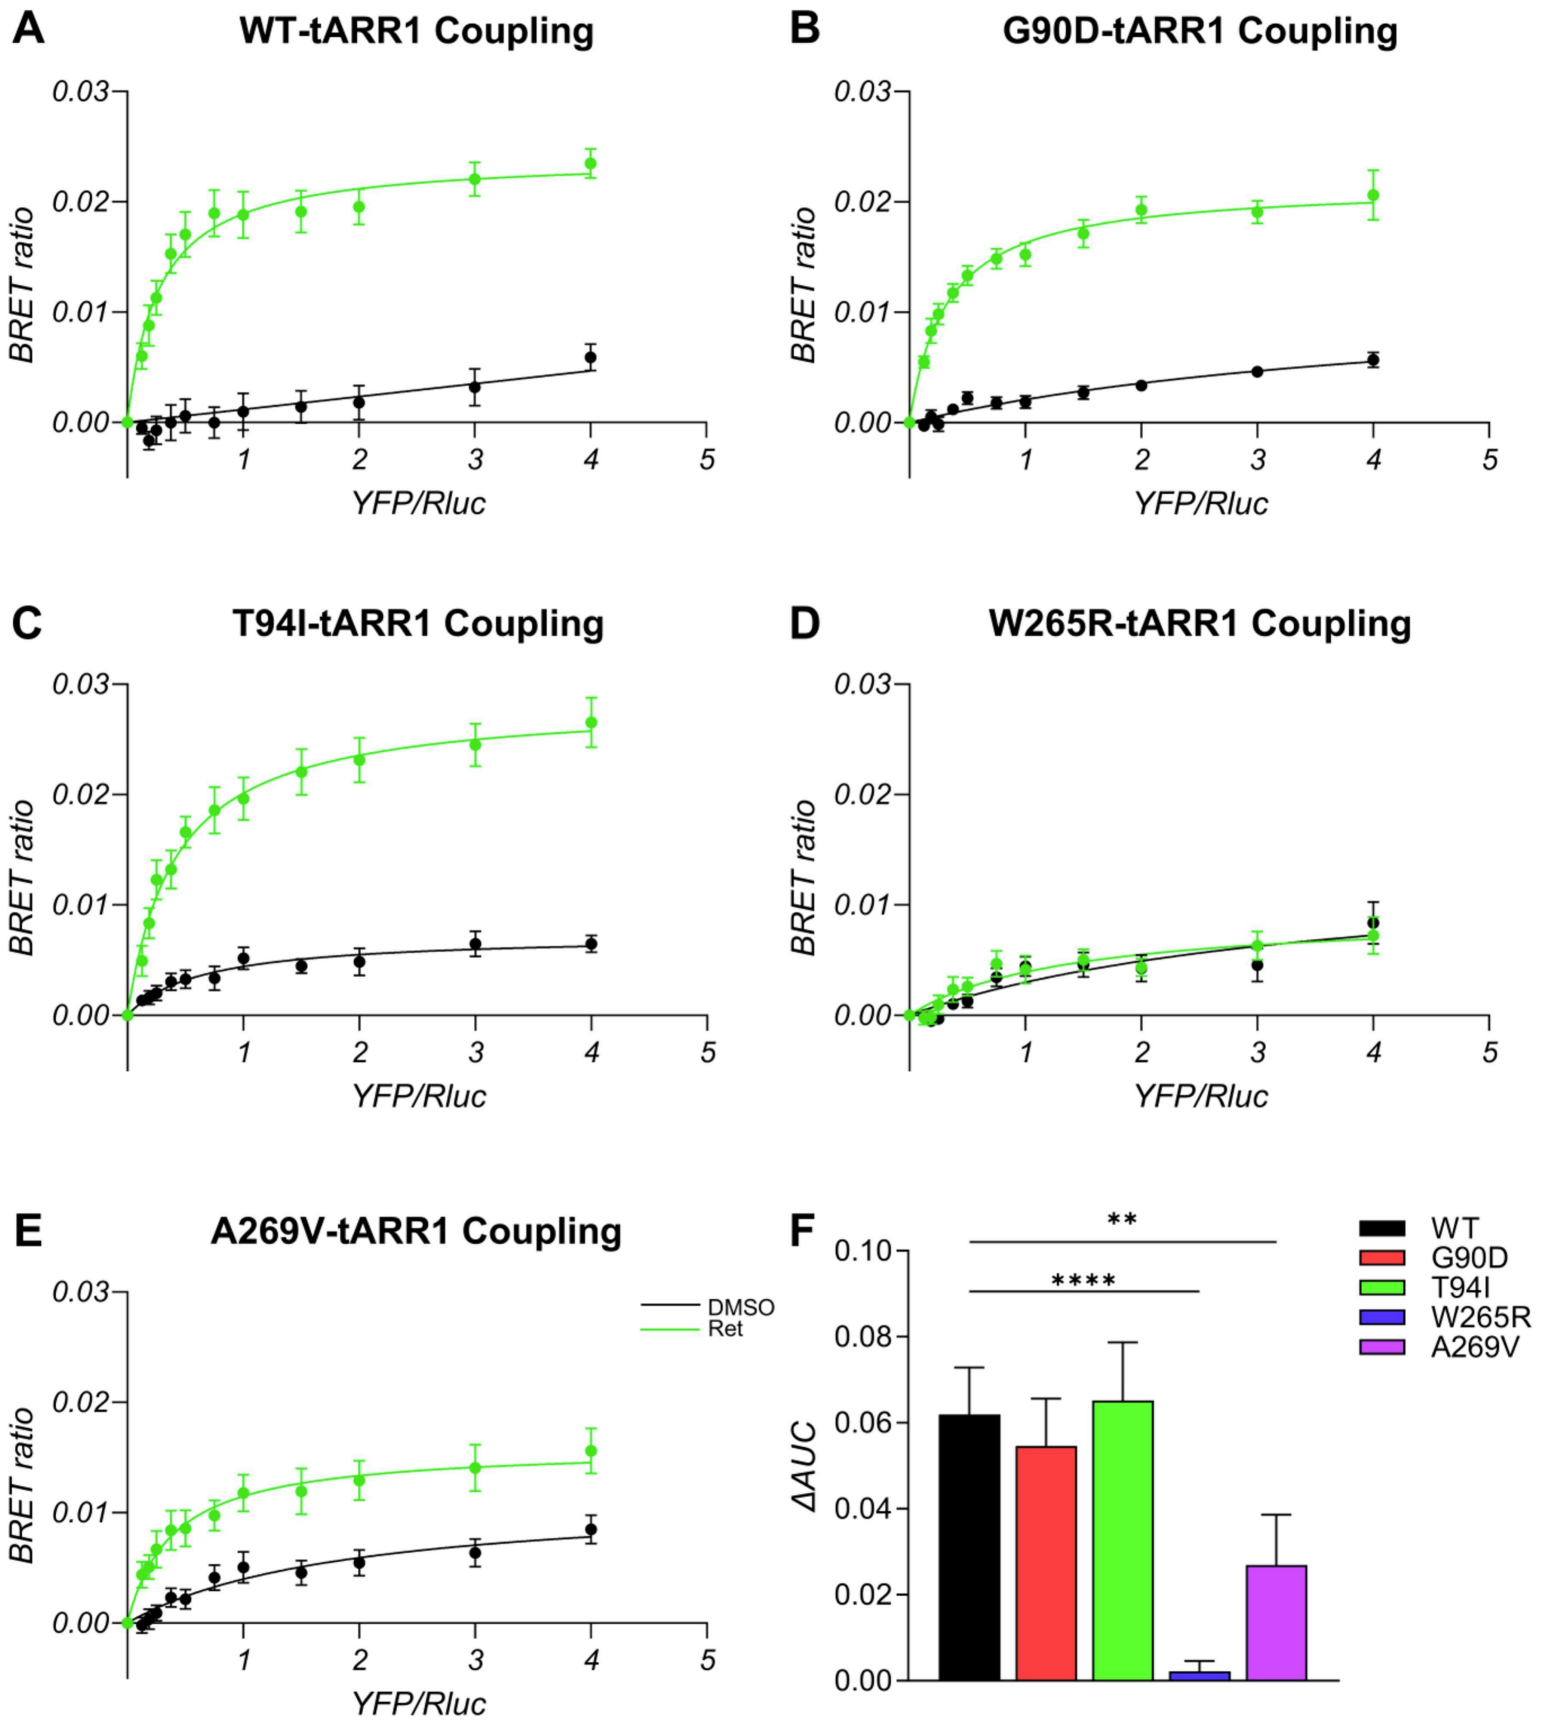 A
WT-tARR1 Coupling
0.03
0.02
0.01
0.00
BRET ratio
1 2 3 4 5
YFP/Rluc
B
G90D-tARR1 Coupling
0.03
0.02
0.01
0.00
BRET ratio
1 2 3 4 5
YFP/Rluc
C
T94I-tARR1 Coupling
0.03
0.02
0.01
0.00
BRET ratio
1 2 3 4 5
YFP/Rluc
D
W265R-tARR1 Coupling
0.03
0.02
0.01
0.00
BRET ratio
1 2 3 4 5
YFP/Rluc
E
A269V-tARR1 Coupling
0.03
0.02
0.01
0.00
BRET ratio
1 2 3 4 5
YFP/Rluc
DMSO
Ret
F
**
****
0.10
0.08
0.06
0.04
0.02
0.00
ΔAUC
WT
G90D
T94I
W265R
A269V